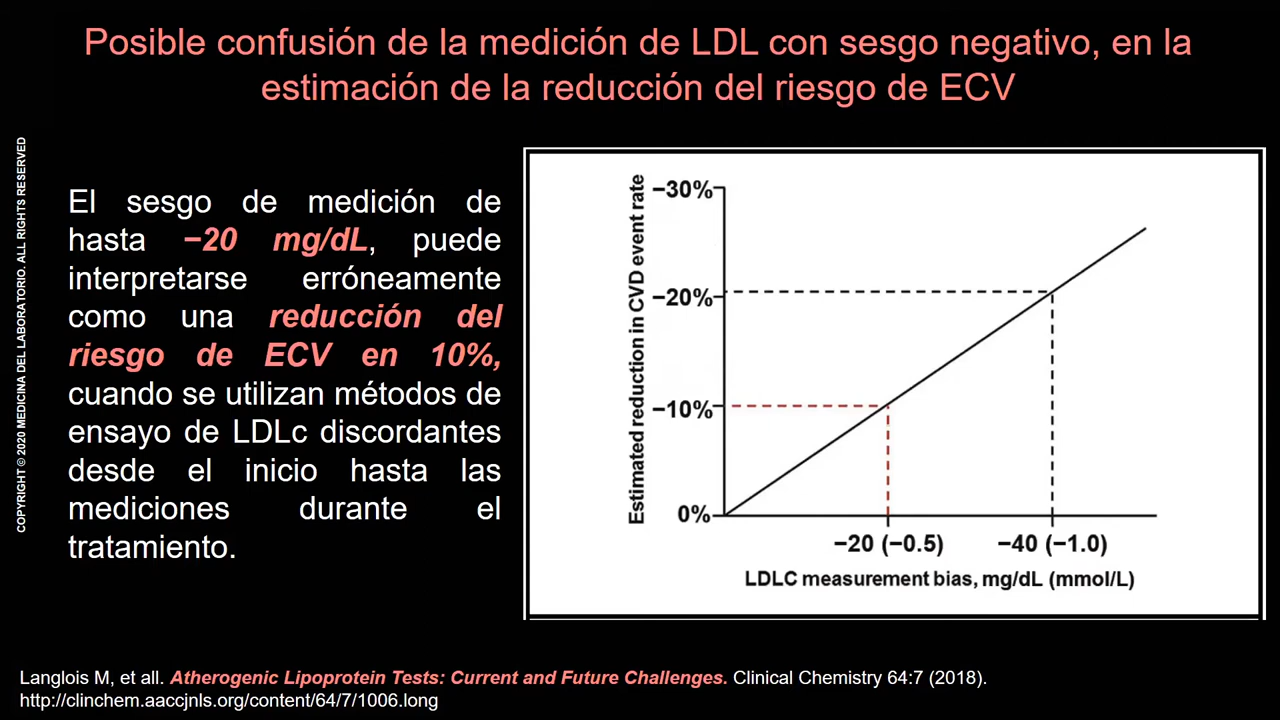 Posible confusión de la medición de LDL con sesgo negativo, en la
estimación de la reducción del riesgo de ECV
COPYRIGHT © 2020 MEDICINA DEL LABORATORIO. ALL RIGHTS RESERVED
El sesgo de medición de
hasta −20 mg/dL, puede
interpretarse erróneamente
como una reducción del
riesgo de ECV en 10%,
cuando se utilizan métodos de
ensayo de LDLc discordantes
desde el inicio hasta las
mediciones durante el
tratamiento.
Estimated reduction in CVD event rate
−30%
−20%
−10%
0%
−20 (−0.5)
−40 (−1.0)
LDLC measurement bias, mg/dL (mmol/L)
Langlois M, et all. Atherogenic Lipoprotein Tests: Current and Future Challenges. Clinical Chemistry 64:7 (2018).
http://clinchem.aaccjnls.org/content/64/7/1006.long